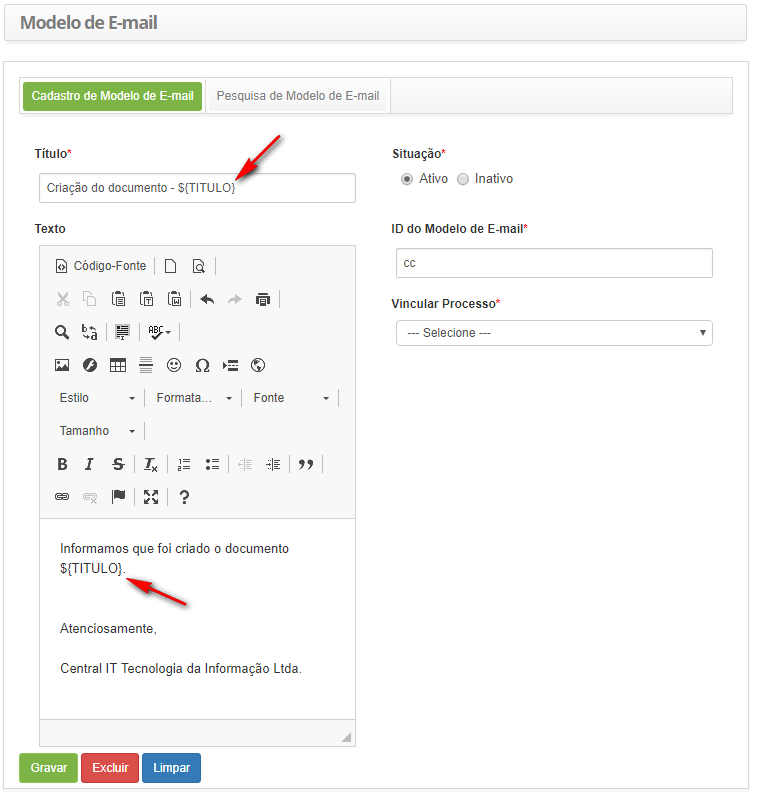 Modelo de E-mail
Cadastro de Modelo de E-mail
Pesquisa de Modelo de E-mail
Título*
Situação*
Criação do documento - ${TITULO}
Ativo
Inativo
Texto
ID do Modelo de E-mail*
Código-Fonte
cc
Vincular Processo*
--- Selecione ---
ABC
Estilo
Formata...
Fonte
Tamanho
B I S Ix
?
Informamos que foi criado o documento
${TITULO}.
Atenciosamente,
Central IT Tecnologia da Informação Ltda.
Gravar
Excluir
Limpar